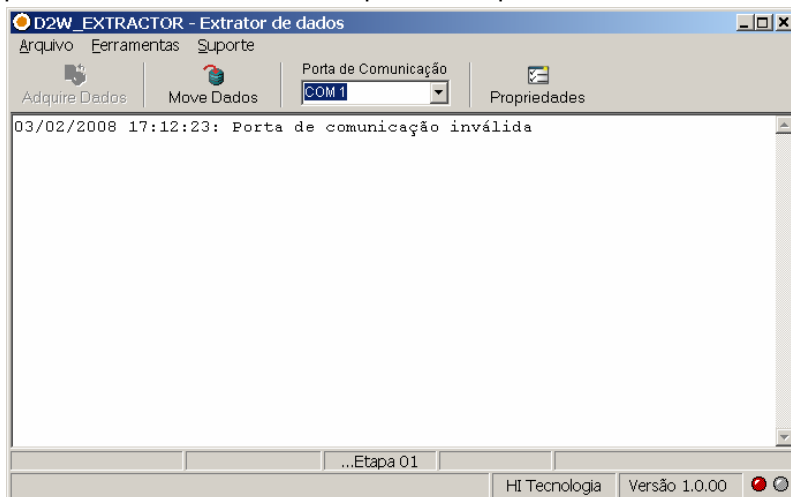 D2W_EXTRACTOR - Extrator de dados
Arquivo Ferramentas Suporte
Porta de Comunicação
Adquire Dados Move Dados COM 1 Propriedades
03/02/2008 17:12:23: Porta de comunicação inválida
...Etapa 01
HI Tecnologia Versão 1.0.00